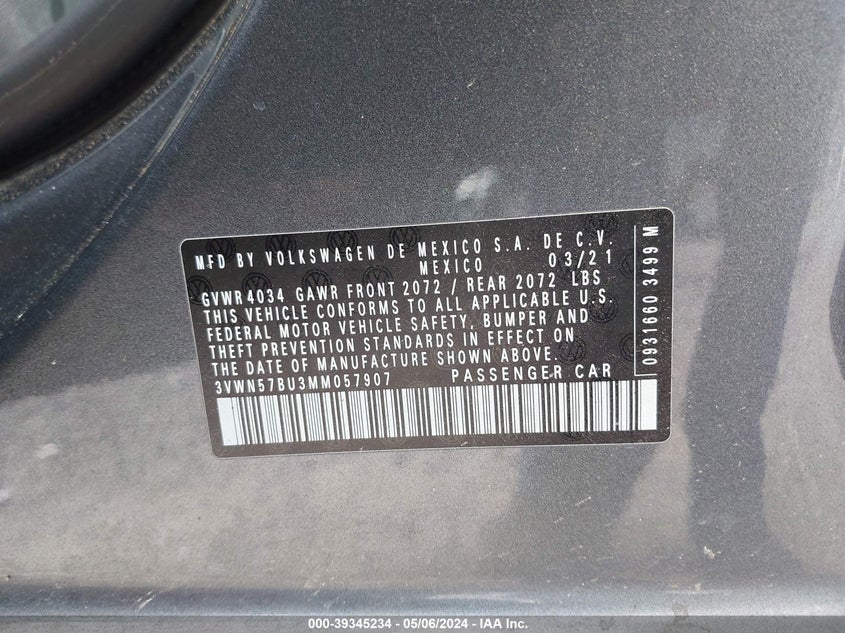 MFD BY VOLKSWAGEN DE MEXICO S.A. DE C.V.
MEXICO 03/21
GVWR 4034 GAWR FRONT 2072 / REAR 2072 LBS
THIS VEHICLE CONFORMS TO ALL APPLICABLE U.S.
FEDERAL MOTOR VEHICLE SAFETY, BUMPER AND
THEFT PREVENTION STANDARDS IN EFFECT ON
THE DATE OF MANUFACTURE SHOWN ABOVE.
3VWN57BU3MM057907 PASSENGER CAR
0931660 3499 M
000-39345234 - 05/06/2024 - IAA Inc.